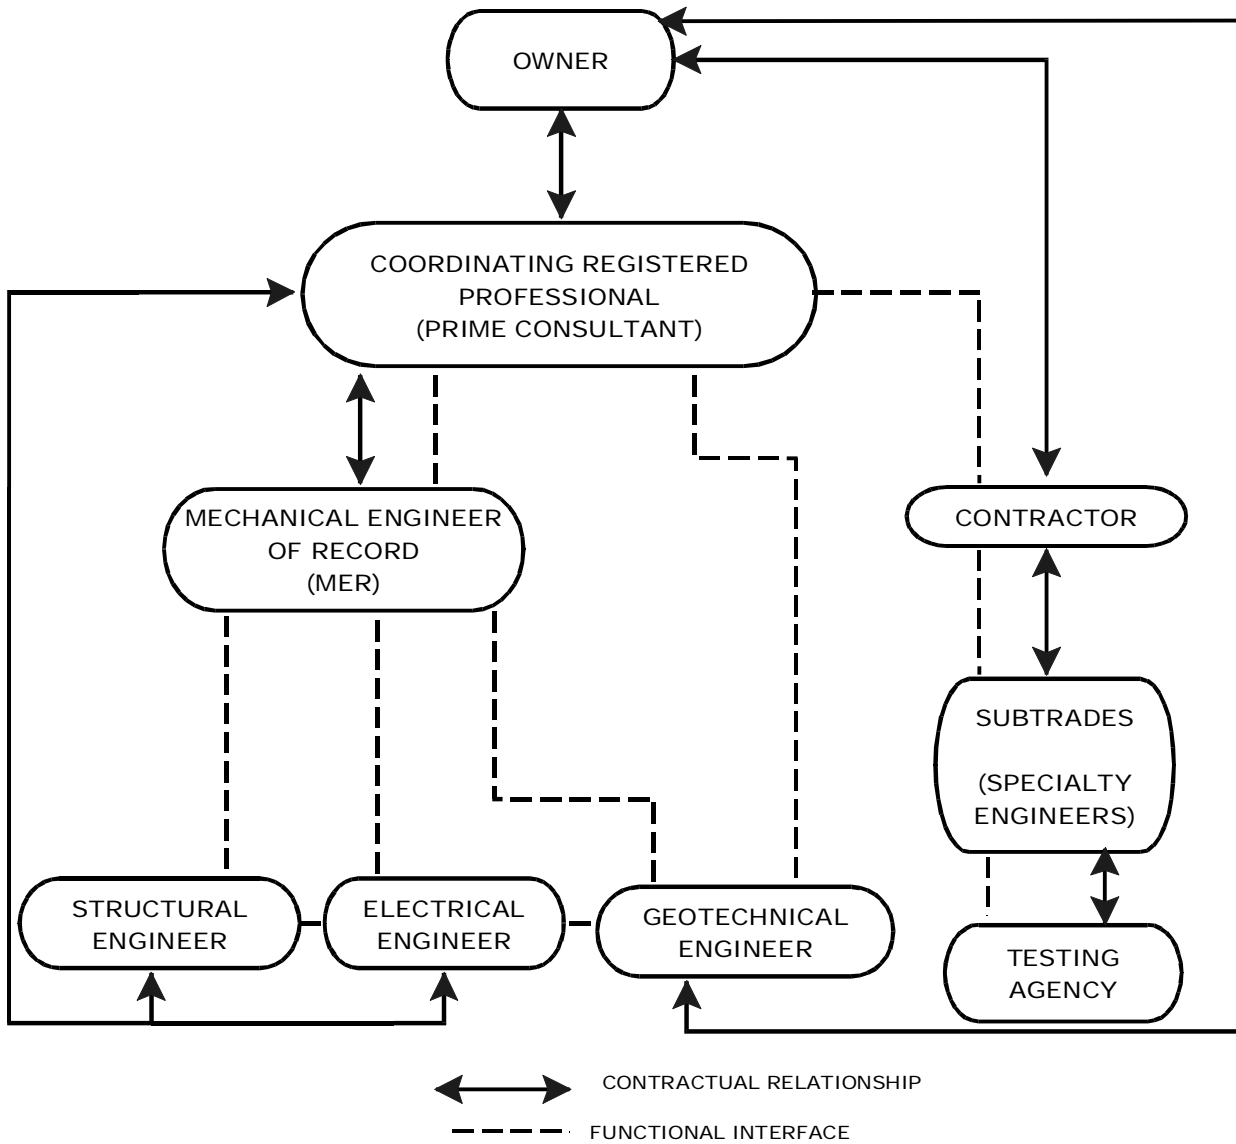 OWNER
COORDINATING REGISTERED
PROFESSIONAL
(PRIME CONSULTANT)
MECHANICAL ENGINEER
OF RECORD
(MER)
CONTRACTOR
SUBTRADES
(SPECIALTY
ENGINEERS)
STRUCTURAL
ENGINEER
ELECTRICAL
ENGINEER
GEOTECHNICAL
ENGINEER
TESTING
AGENCY
CONTRACTUAL RELATIONSHIP
FUNCTIONAL INTERFACE